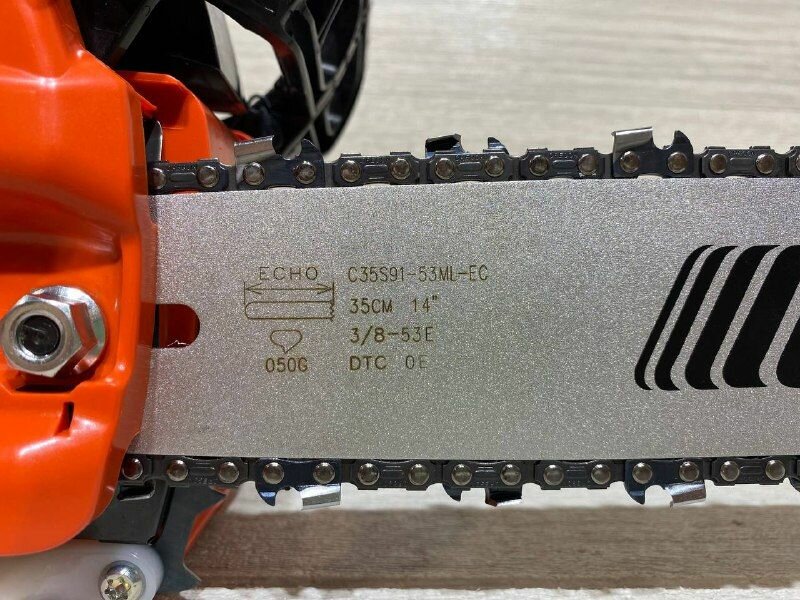 ECHO C35S91-53ML-EC
35CM 14"
3/8-53E
050G DTC 0E